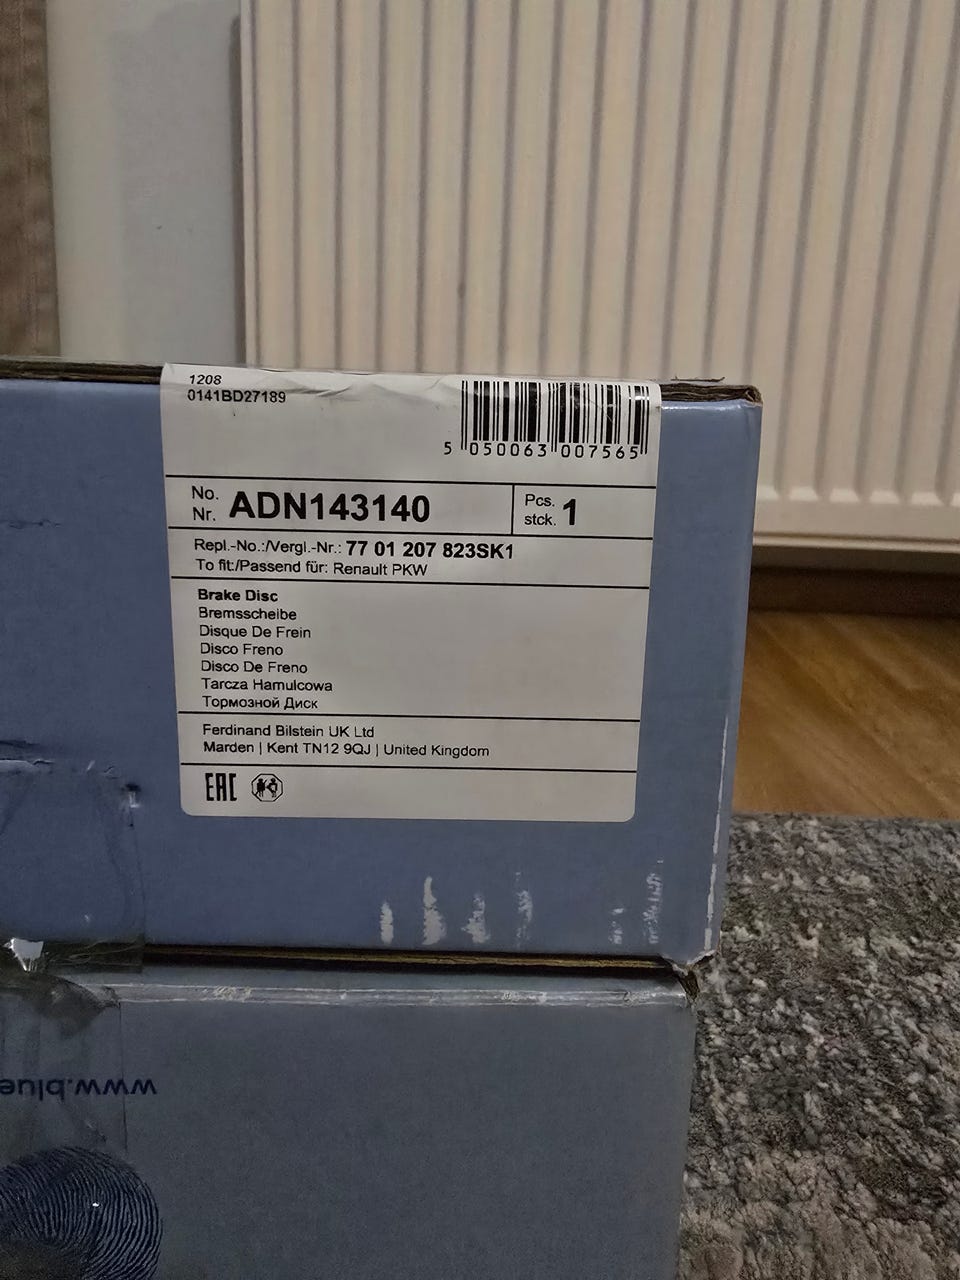 1208
0141BD27189
5 050063 007565
No.
Nr. ADN143140
Pcs.
stck. 1
Repl.-No.:/Vergl.-Nr.: 77 01 207 823SK1
To fit:/Passend für: Renault PKW
Brake Disc
Bremsscheibe
Disque De Frein
Disco Freno
Disco De Freno
Tarcza Hamulcowa
Тормозной Диск
Ferdinand Bilstein UK Ltd
Marden | Kent TN12 9QJ | United Kingdom
EAC
www.blue